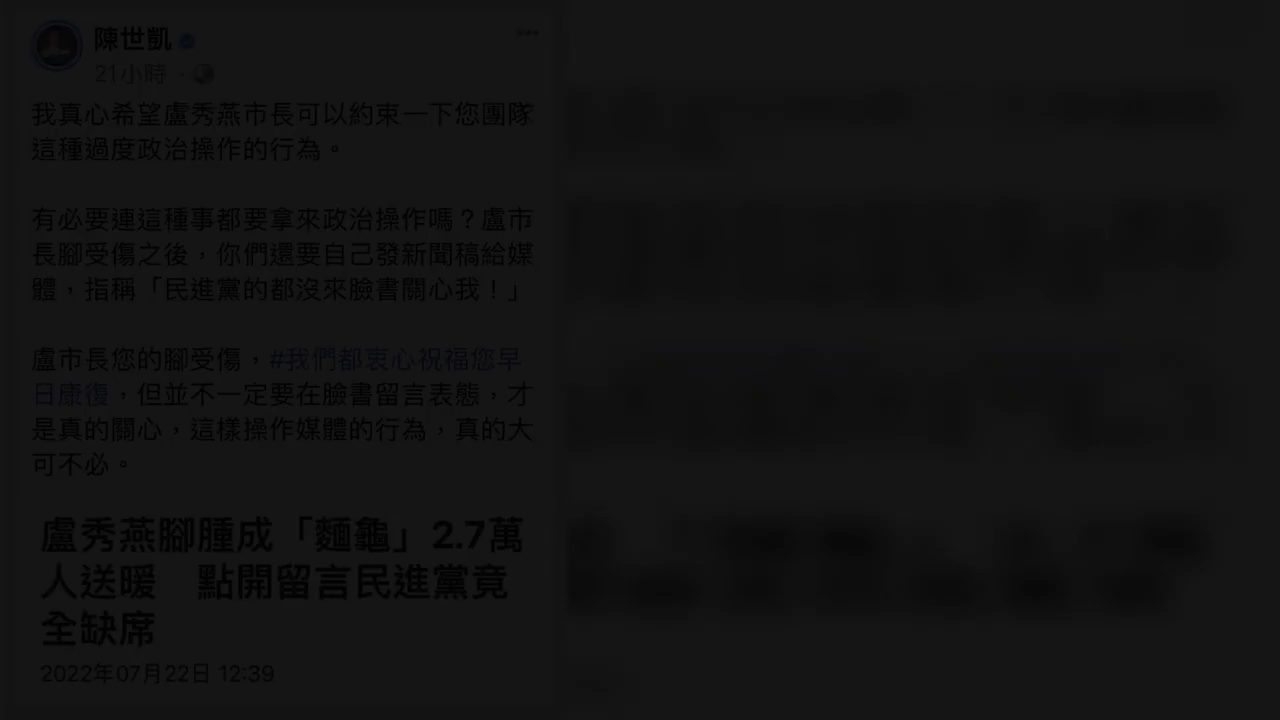 陳世凱
21小時
我真心希望盧秀燕市長可以約束一下您團隊
這種過度政治操作的行為。
有必要連這種事都要拿來政治操作嗎？盧市
長腳受傷之後，你們還要自己發新聞稿給媒
體，指稱「民進黨的都沒來臉書關心我！」
盧市長您的腳受傷，#我們都衷心祝福您早
日康復，但並不一定要在臉書留言表態，才
是真的關心，這樣操作媒體的行為，真的大
可不必。
盧秀燕腳腫成「麵龜」2.7萬
人送暖　點開留言民進黨竟
全缺席
2022年07月22日 12:39